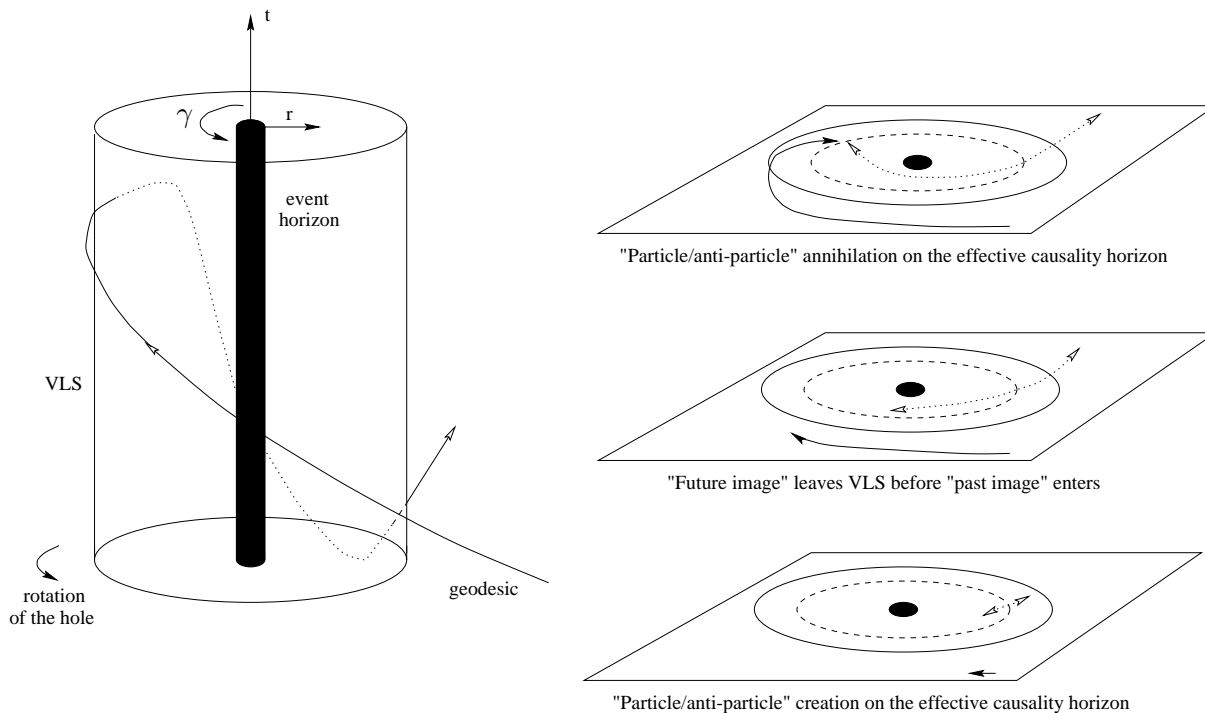 t
γ
r
event
horizon
VLS
rotation
of the hole
geodesic
"Particle/anti-particle" annihilation on the effective causality horizon
"Future image" leaves VLS before "past image" enters
"Particle/anti-particle" creation on the effective causality horizon